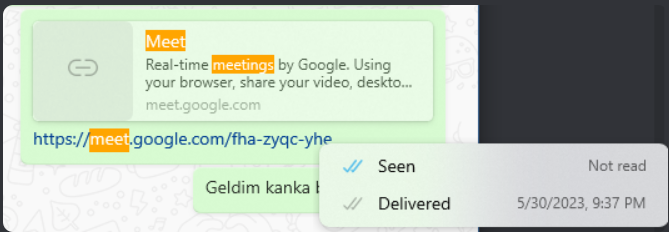 Meet
Real-time meetings by Google. Using
your browser, share your video, deskto...
meet.google.com
https://meet.google.com/fha-zyqc-yhe
Geldim kanka
Seen
Not read
Delivered
5/30/2023, 9:37 PM